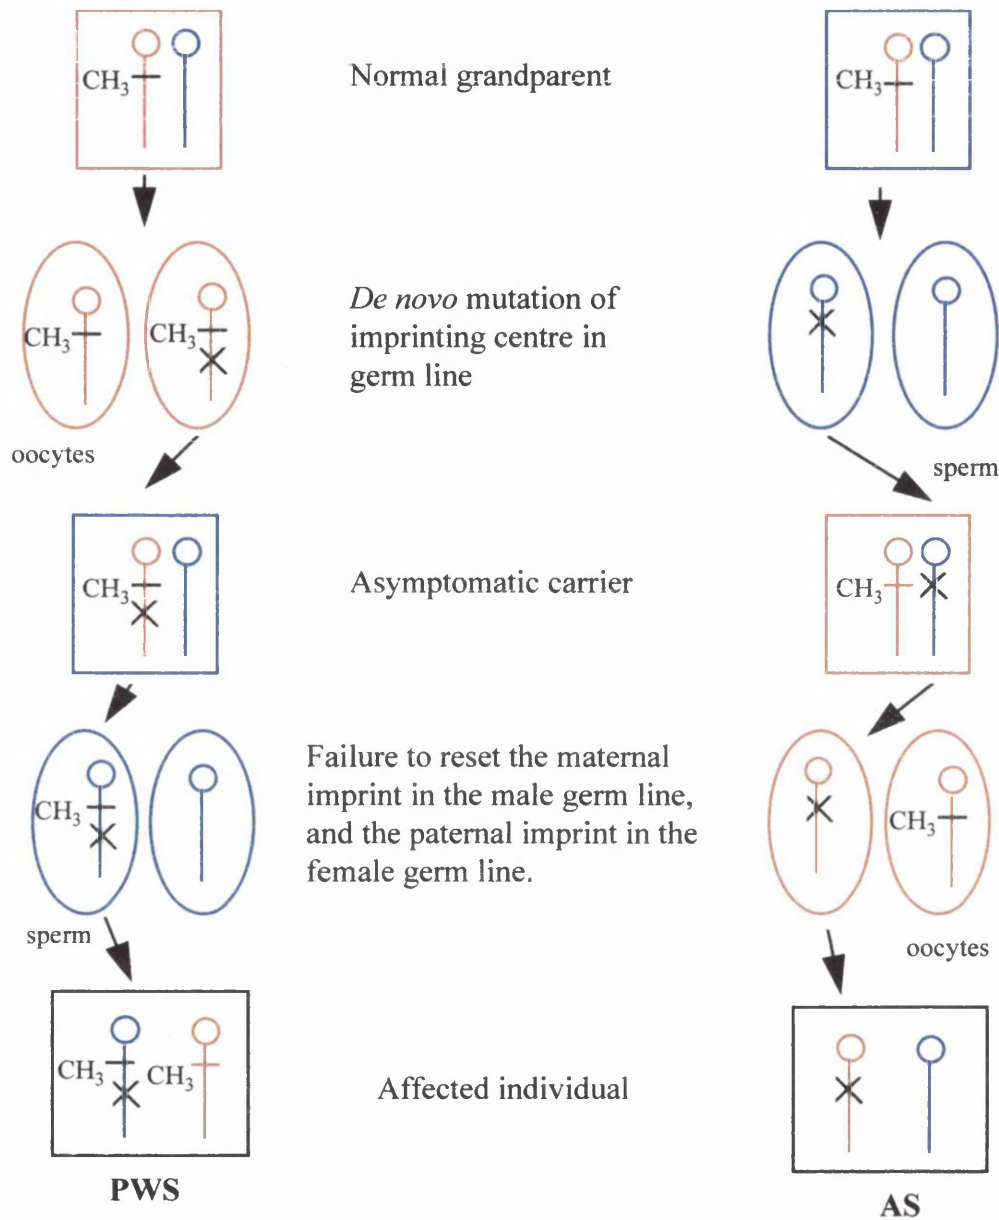 CH₃
Normal grandparent
CH₃
CH₃
CH₃
De novo mutation of
imprinting centre in
germ line
oocytes
sperm
CH₃
Asymptomatic carrier
CH₃
Failure to reset the maternal
imprint in the male germ line,
and the paternal imprint in the
female germ line.
CH₃
CH₃
sperm
oocytes
CH₃
CH₃
Affected individual
PWS
AS